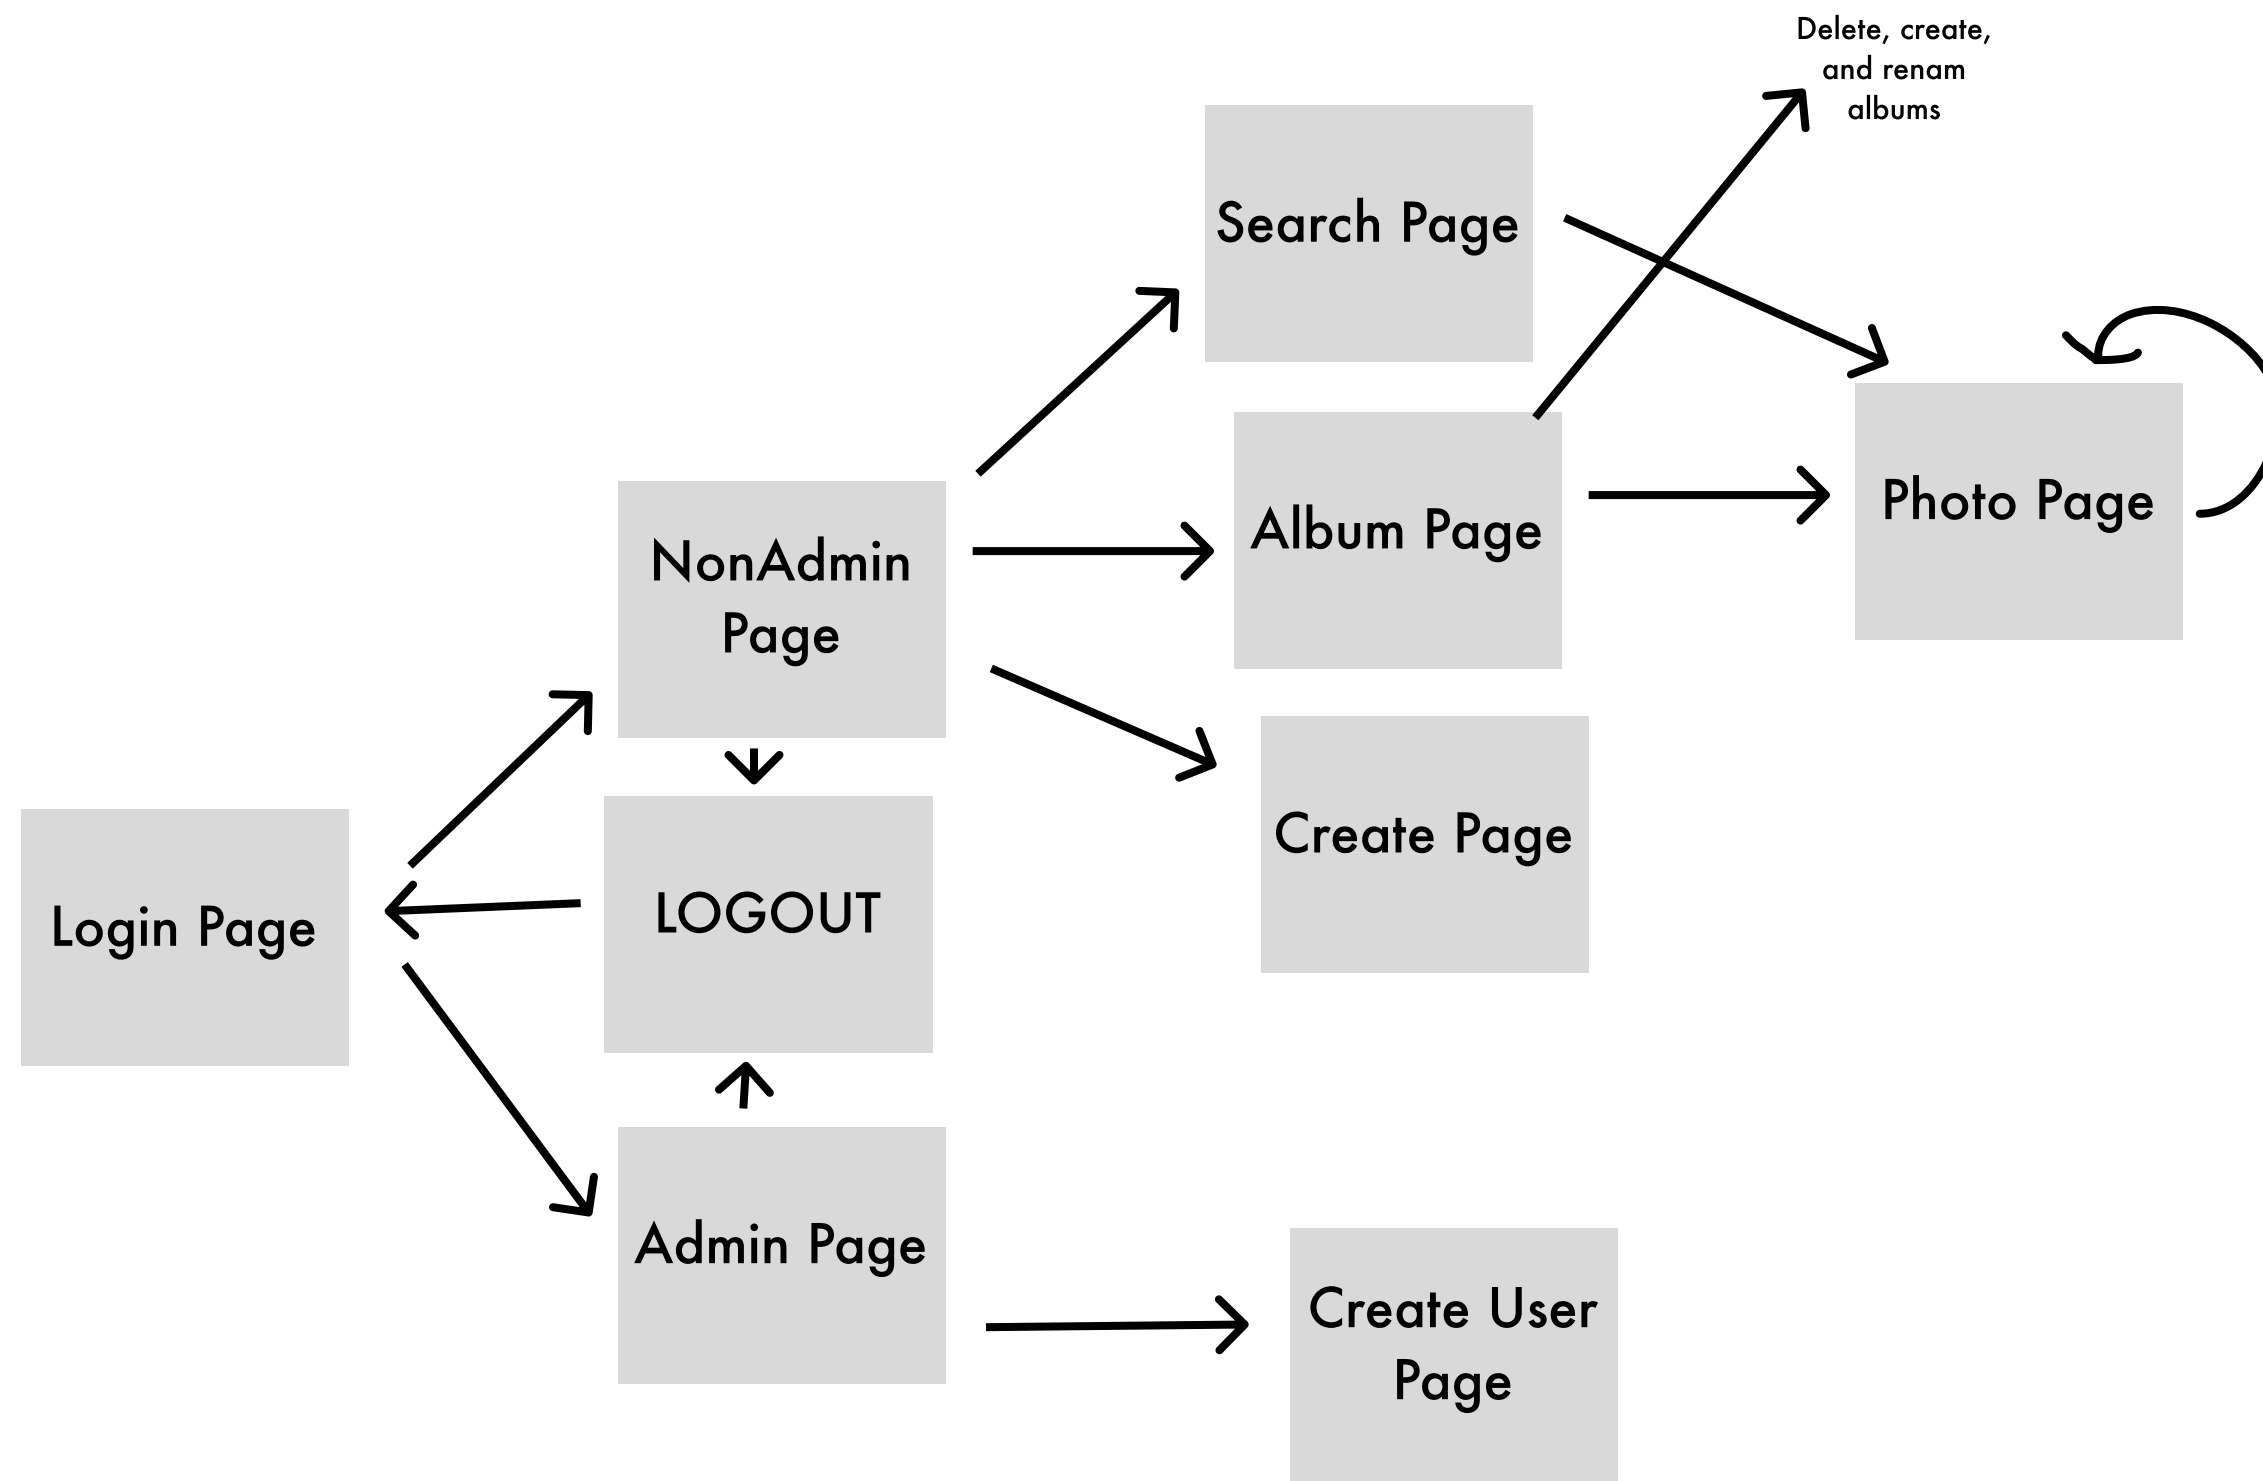 Delete, create,
and renam
albums
Search Page
Album Page
Photo Page
NonAdmin
Page
Create Page
Login Page
LOGOUT
Admin Page
Create User
Page